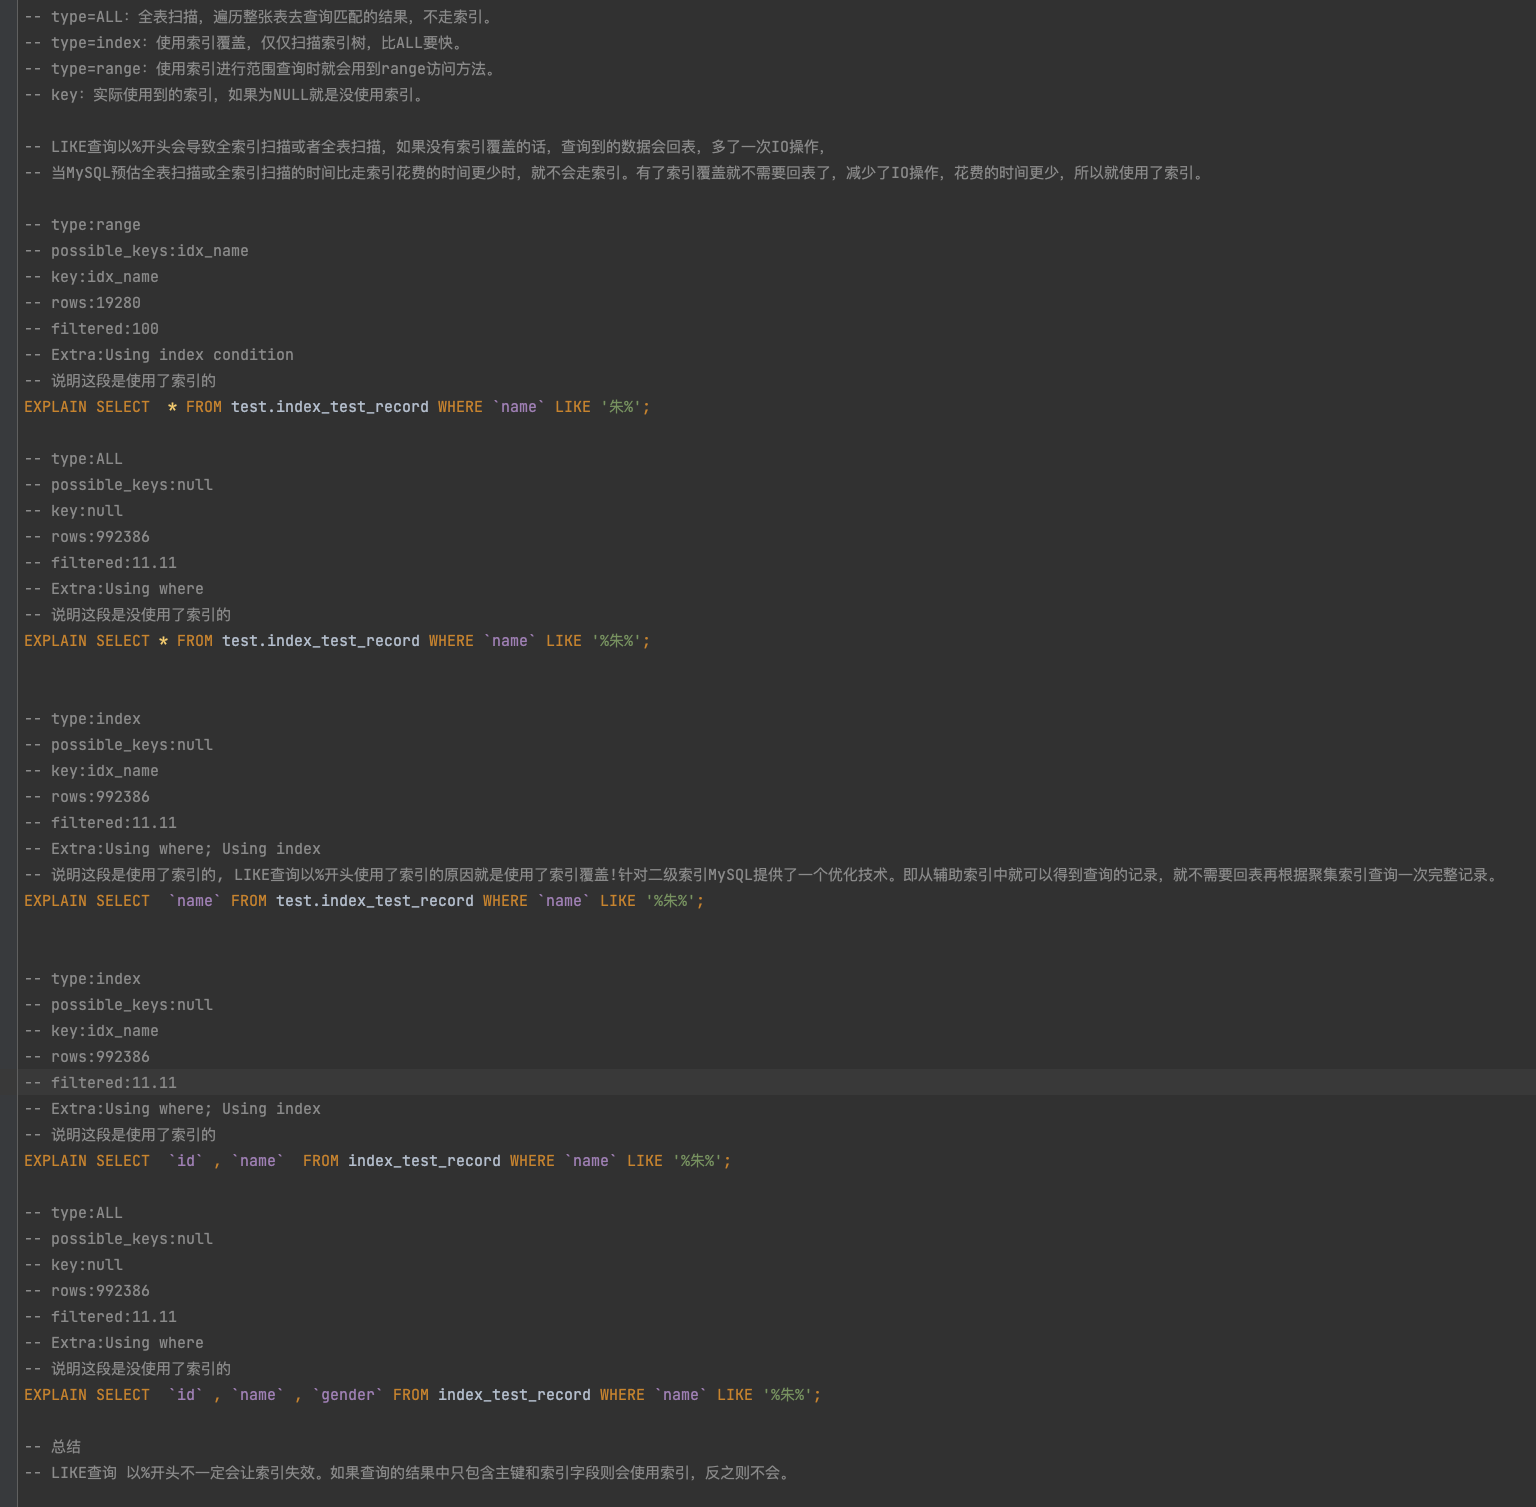 -- type=ALL：全表扫描，遍历整张表去查询匹配的结果，不走索引。
-- type=index：使用索引覆盖，仅仅扫描索引树，比ALL要快。
-- type=range：使用索引进行范围查询时就会用到range访问方法。
-- key：实际使用到的索引，如果为NULL就是没使用索引。
-- LIKE查询以%开头会导致全索引扫描或者全表扫描，如果没有索引覆盖的话，查询到的数据会回表，多了一次IO操作，
-- 当MySQL预估全表扫描或全索引扫描的时间比走索引花费的时间更少时，就不会走索引。有了索引覆盖就不需要回表了，减少了IO操作，花费的时间更少，所以就使用了索引。
-- type:range
-- possible_keys:idx_name
-- key:idx_name
-- rows:19280
-- filtered:100
-- Extra:Using index condition
-- 说明这段是使用了索引的
EXPLAIN SELECT  * FROM test.index_test_record WHERE `name` LIKE '朱%';
-- type:ALL
-- possible_keys:null
-- key:null
-- rows:992386
-- filtered:11.11
-- Extra:Using where
-- 说明这段是没使用了索引的
EXPLAIN SELECT * FROM test.index_test_record WHERE `name` LIKE '%朱%';
-- type:index
-- possible_keys:null
-- key:idx_name
-- rows:992386
-- filtered:11.11
-- Extra:Using where; Using index
-- 说明这段是使用了索引的, LIKE查询以%开头使用了索引的原因就是使用了索引覆盖!针对二级索引MySQL提供了一个优化技术。即从辅助索引中就可以得到查询的记录，就不需要回表再根据聚集索引查询一次完整记录。
EXPLAIN SELECT  `name` FROM test.index_test_record WHERE `name` LIKE '%朱%';
-- type:index
-- possible_keys:null
-- key:idx_name
-- rows:992386
-- filtered:11.11
-- Extra:Using where; Using index
-- 说明这段是使用了索引的
EXPLAIN SELECT  `id` , `name`  FROM index_test_record WHERE `name` LIKE '%朱%';
-- type:ALL
-- possible_keys:null
-- key:null
-- rows:992386
-- filtered:11.11
-- Extra:Using where
-- 说明这段是没使用了索引的
EXPLAIN SELECT  `id` , `name` , `gender` FROM index_test_record WHERE `name` LIKE '%朱%';
-- 总结
-- LIKE查询 以%开头不一定会让索引失效。如果查询的结果中只包含主键和索引字段则会使用索引，反之则不会。